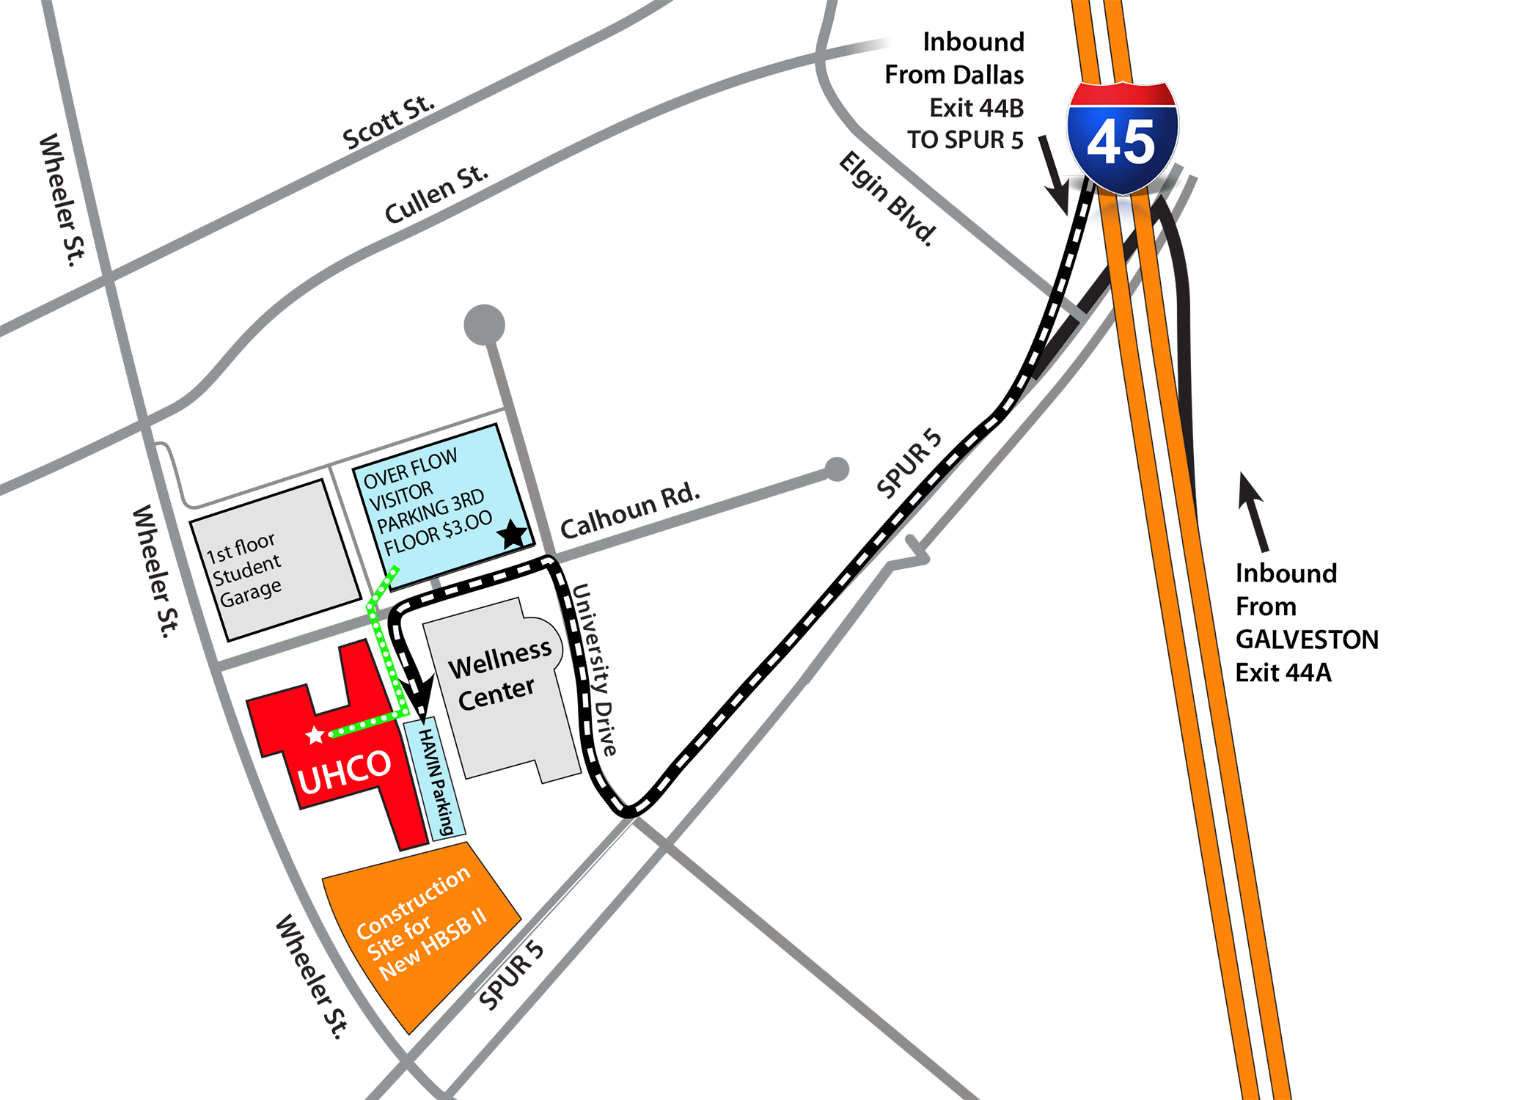 Inbound
From Dallas
Exit 44B
TO SPUR 5
45
Scott St.
Wheeler St.
Cullen St.
Elgin Blvd.
SPUR 5
OVER FLOW
VISITOR
PARKING 3RD
FLOOR $3.00
Calhoun Rd.
1st floor
Student
Garage
Wheeler St.
University Drive
Inbound
From
GALVESTON
Exit 44A
Wellness
Center
UHCO
HAVIN Parking
Construction
Site for
New HBSB II
SPUR 5
Wheeler St.